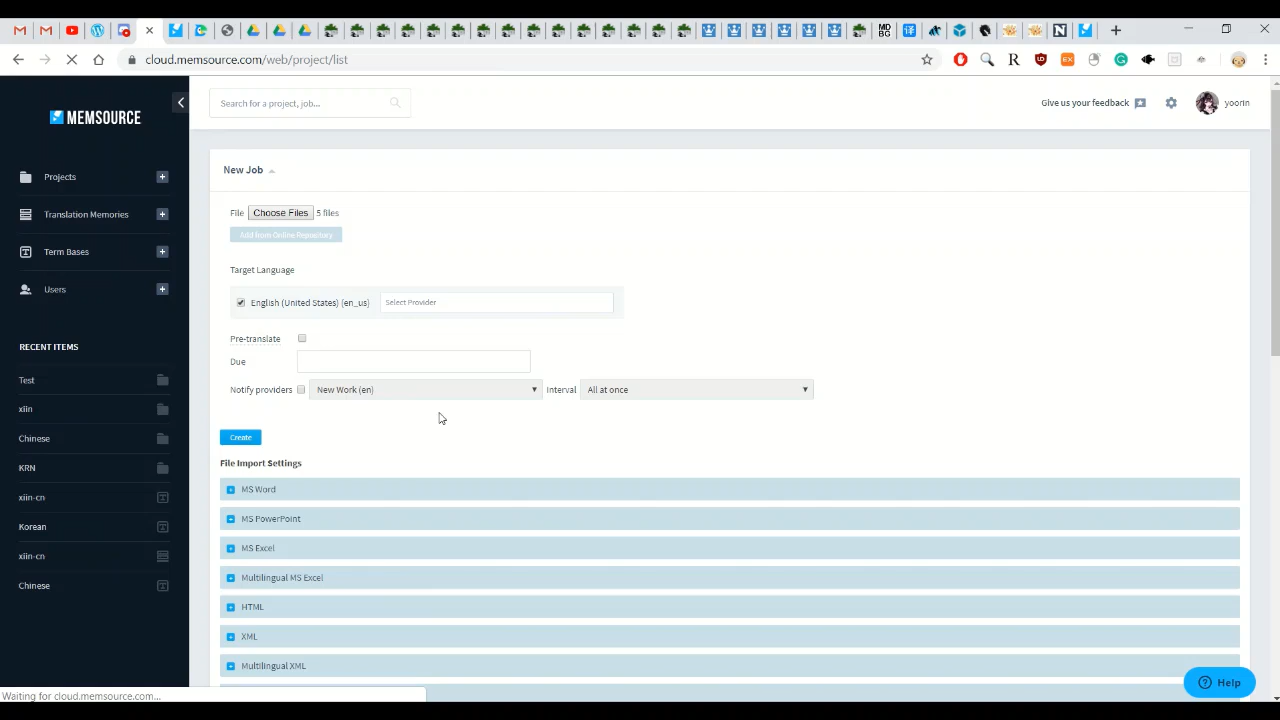 cloud.memsource.com/web/project/list
MEMSOURCE
Search for a project, job...
Give us your feedback
yoorin
Projects
Translation Memories
Term Bases
Users
RECENT ITEMS
Test
xiin
Chinese
KRN
xiin-cn
Korean
xiin-cn
Chinese
New Job
File Choose Files 5 files
Add from Online Repository
Target Language
English (United States) (en_us) Select Provider
Pre-translate
Due
Notify providers New Work (en) Interval All at once
Create
File Import Settings
MS Word
MS PowerPoint
MS Excel
Multilingual MS Excel
HTML
XML
Multilingual XML
Help
Waiting for cloud.memsource.com...